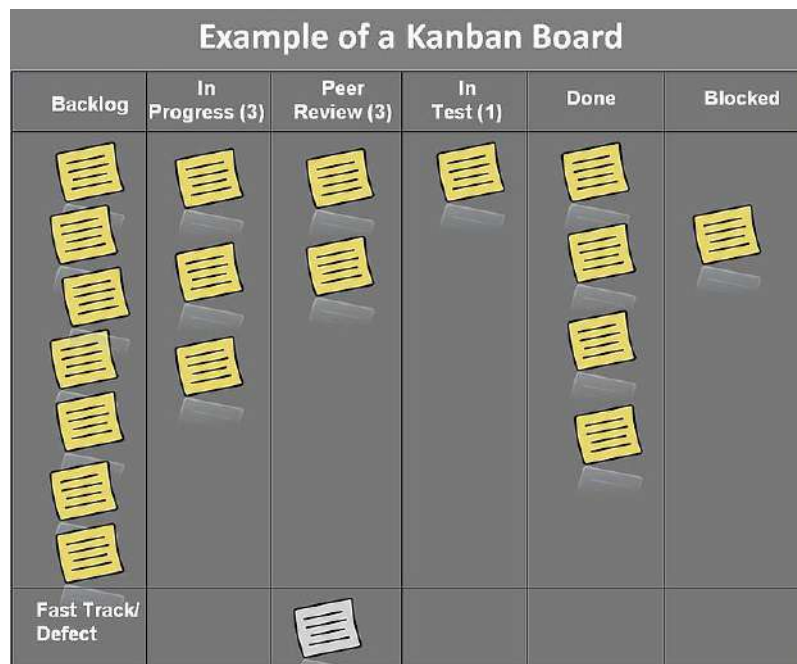 Example of a Kanban Board
Backlog
In
Progress (3)
Peer
Review (3)
In
Test (1)
Done
Blocked
Fast Track/
Defect